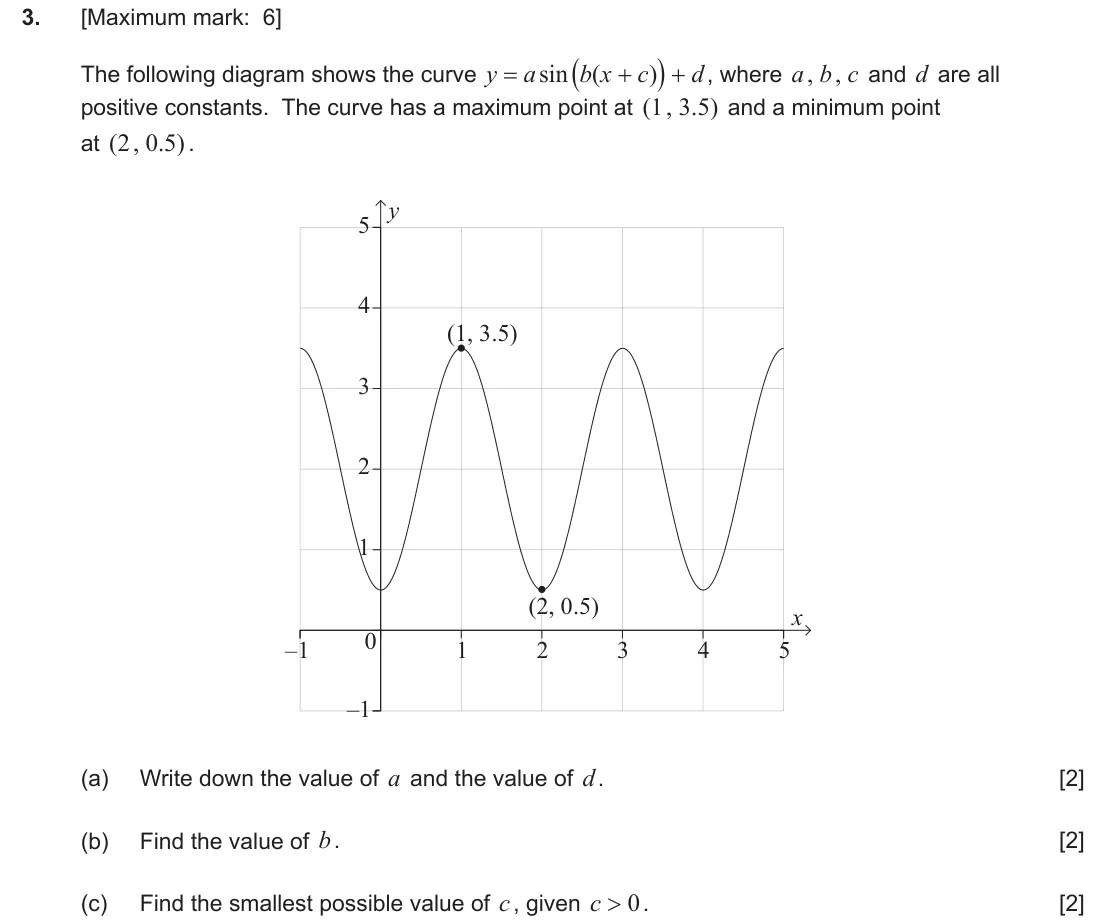 3. [Maximum mark: 6]
The following diagram shows the curve y = a sin(b(x + c)) + d, where a, b, c and d are all
positive constants. The curve has a maximum point at (1, 3.5) and a minimum point
at (2, 0.5).
y
5
4
(1, 3.5)
3
2
1
(2, 0.5)
x
–1 0 1 2 3 4 5
–1
(a) Write down the value of a and the value of d. [2]
(b) Find the value of b. [2]
(c) Find the smallest possible value of c, given c > 0. [2]